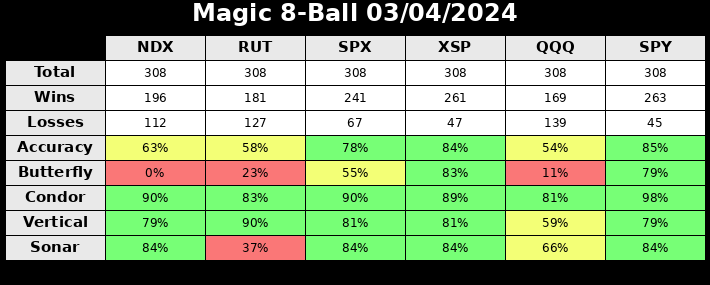 Magic 8-Ball 03/04/2024
NDX RUT SPX XSP QQQ SPY
Total 308 308 308 308 308 308
Wins 196 181 241 261 169 263
Losses 112 127 67 47 139 45
Accuracy 63% 58% 78% 84% 54% 85%
Butterfly 0% 23% 55% 83% 11% 79%
Condor 90% 83% 90% 89% 81% 98%
Vertical 79% 90% 81% 81% 59% 79%
Sonar 84% 37% 84% 84% 66% 84%